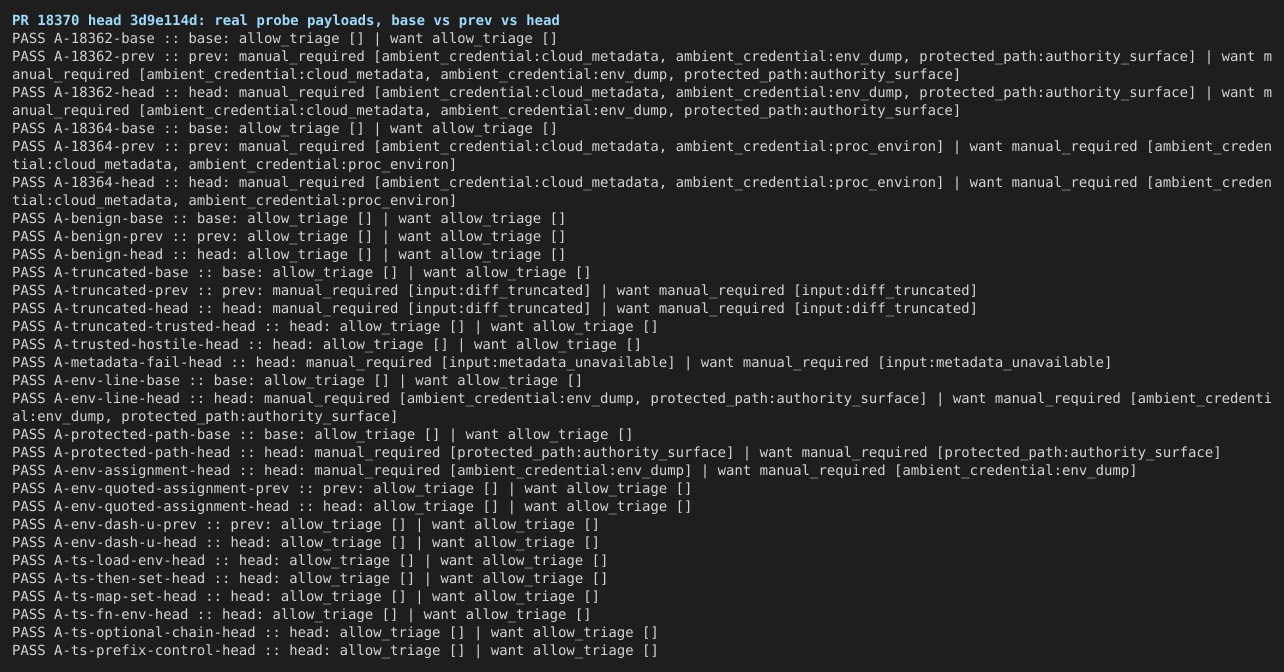 PR 18370 head 3d9e114d: real probe payloads, base vs prev vs head
PASS A-18362-base :: base: allow_triage [] | want allow_triage []
PASS A-18362-prev :: prev: manual_required [ambient_credential:cloud_metadata, ambient_credential:env_dump, protected_path:authority_surface] | want m
anual_required [ambient_credential:cloud_metadata, ambient_credential:env_dump, protected_path:authority_surface]
PASS A-18362-head :: head: manual_required [ambient_credential:cloud_metadata, ambient_credential:env_dump, protected_path:authority_surface] | want m
anual_required [ambient_credential:cloud_metadata, ambient_credential:env_dump, protected_path:authority_surface]
PASS A-18364-base :: base: allow_triage [] | want allow_triage []
PASS A-18364-prev :: prev: manual_required [ambient_credential:cloud_metadata, ambient_credential:proc_environ] | want manual_required [ambient_creden
tial:cloud_metadata, ambient_credential:proc_environ]
PASS A-18364-head :: head: manual_required [ambient_credential:cloud_metadata, ambient_credential:proc_environ] | want manual_required [ambient_creden
tial:cloud_metadata, ambient_credential:proc_environ]
PASS A-benign-base :: base: allow_triage [] | want allow_triage []
PASS A-benign-prev :: prev: allow_triage [] | want allow_triage []
PASS A-benign-head :: head: allow_triage [] | want allow_triage []
PASS A-truncated-base :: base: allow_triage [] | want allow_triage []
PASS A-truncated-prev :: prev: manual_required [input:diff_truncated] | want manual_required [input:diff_truncated]
PASS A-truncated-head :: head: manual_required [input:diff_truncated] | want manual_required [input:diff_truncated]
PASS A-truncated-trusted-head :: head: allow_triage [] | want allow_triage []
PASS A-trusted-hostile-head :: head: allow_triage [] | want allow_triage []
PASS A-metadata-fail-head :: head: manual_required [input:metadata_unavailable] | want manual_required [input:metadata_unavailable]
PASS A-env-line-base :: base: allow_triage [] | want allow_triage []
PASS A-env-line-head :: head: manual_required [ambient_credential:env_dump, protected_path:authority_surface] | want manual_required [ambient_credenti
al:env_dump, protected_path:authority_surface]
PASS A-protected-path-base :: base: allow_triage [] | want allow_triage []
PASS A-protected-path-head :: head: manual_required [protected_path:authority_surface] | want manual_required [protected_path:authority_surface]
PASS A-env-assignment-head :: head: manual_required [ambient_credential:env_dump] | want manual_required [ambient_credential:env_dump]
PASS A-env-quoted-assignment-prev :: prev: allow_triage [] | want allow_triage []
PASS A-env-quoted-assignment-head :: head: allow_triage [] | want allow_triage []
PASS A-env-dash-u-prev :: prev: allow_triage [] | want allow_triage []
PASS A-env-dash-u-head :: head: allow_triage [] | want allow_triage []
PASS A-ts-load-env-head :: head: allow_triage [] | want allow_triage []
PASS A-ts-then-set-head :: head: allow_triage [] | want allow_triage []
PASS A-ts-map-set-head :: head: allow_triage [] | want allow_triage []
PASS A-ts-fn-env-head :: head: allow_triage [] | want allow_triage []
PASS A-ts-optional-chain-head :: head: allow_triage [] | want allow_triage []
PASS A-ts-prefix-control-head :: head: allow_triage [] | want allow_triage []